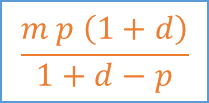 m p (1 + d)
1 + d − p